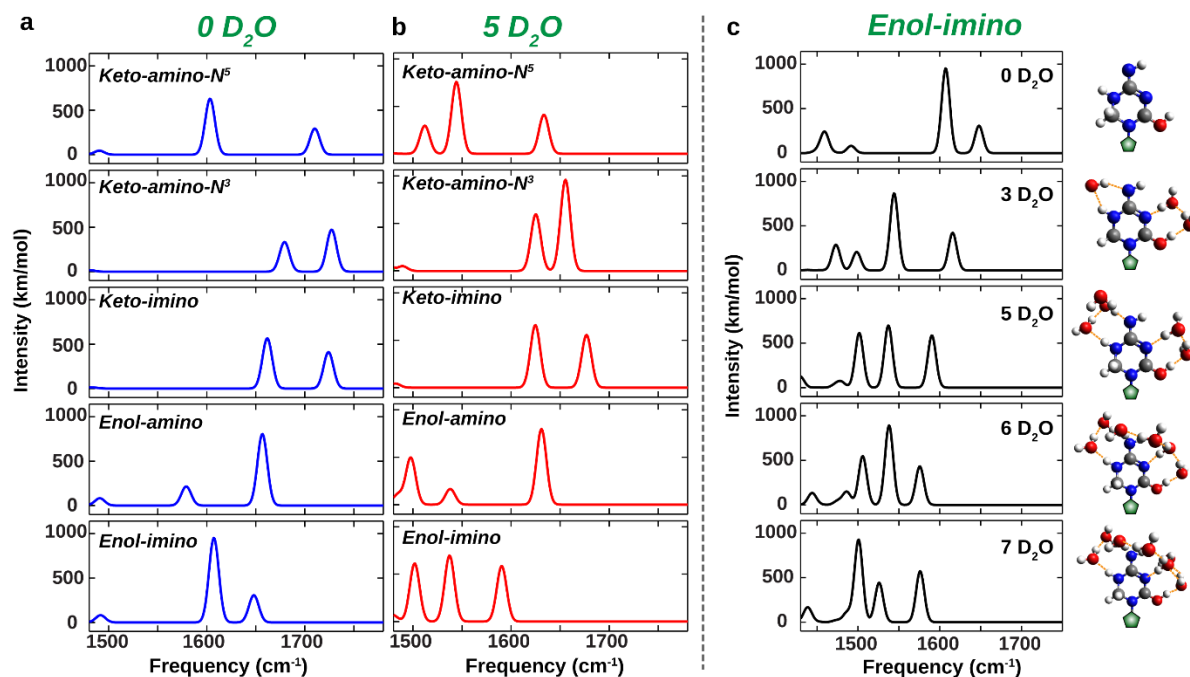 a
0 D₂O
b
5 D₂O
c
Enol-imino
Intensity (km/mol)
1000
500
0
Keto-amino-N⁵
1000
500
0
Keto-amino-N³
1000
500
0
Keto-imino
1000
500
0
Enol-amino
1000
500
0
Enol-imino
1500
1600
1700
Frequency (cm⁻¹)
Keto-amino-N⁵
Keto-amino-N³
Keto-imino
Enol-amino
Enol-imino
1500
1600
1700
Frequency (cm⁻¹)
Intensity (km/mol)
1000
500
0
0 D₂O
1000
500
0
3 D₂O
1000
500
0
5 D₂O
1000
500
0
6 D₂O
1000
500
0
7 D₂O
1500
1600
1700
Frequency (cm⁻¹)